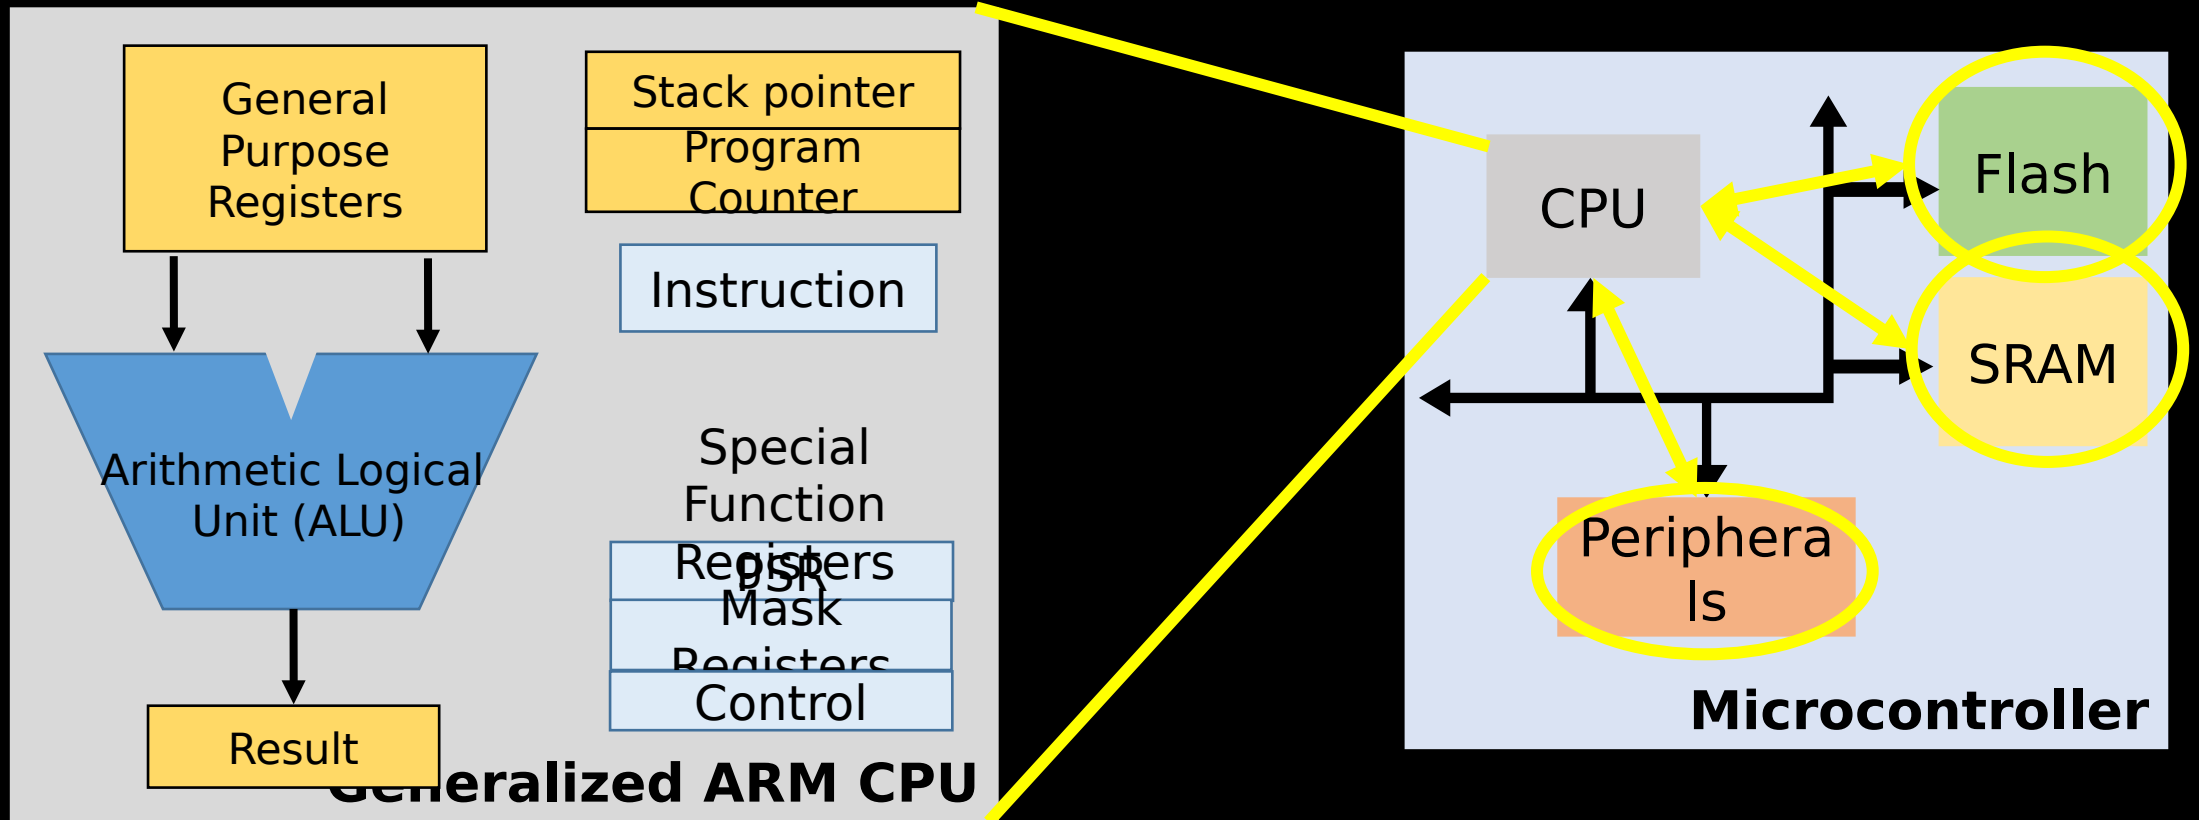 General
Purpose
Registers
Stack pointer
Program
Counter
Instruction
Arithmetic Logical
Unit (ALU)
Special
Function
Registers
PSR
Mask
Registers
Control
Result
Generalized ARM CPU
CPU
Flash
SRAM
Periphera
ls
Microcontroller